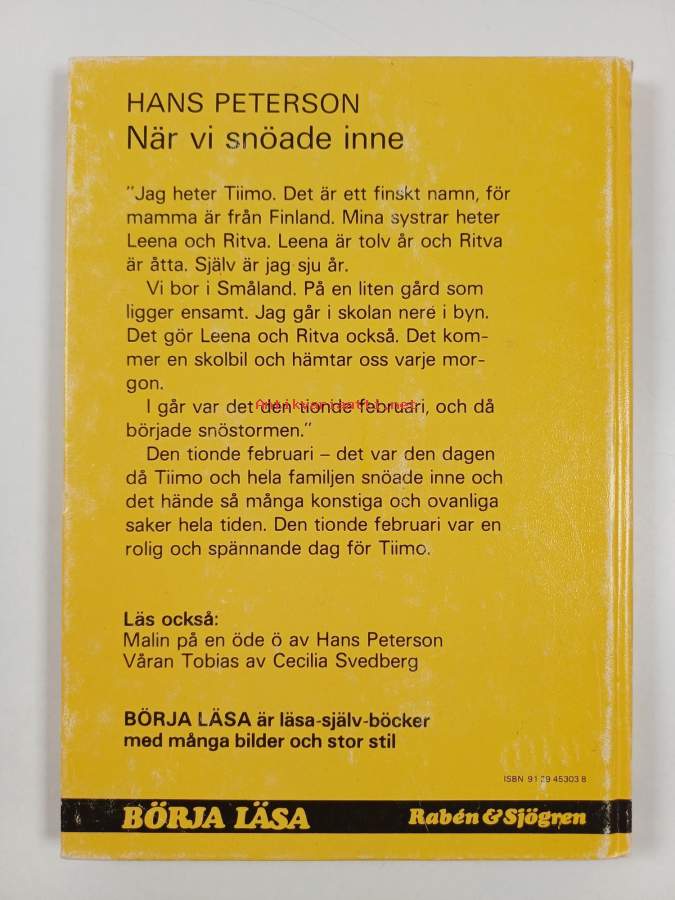 HANS PETERSON
När vi snöade inne
"Jag heter Tiimo. Det är ett finskt namn, för
mamma är från Finland. Mina systrar heter
Leena och Ritva. Leena är tolv år och Ritva
är åtta. Själv är jag sju år.
Vi bor i Småland. På en liten gård som
ligger ensamt. Jag går i skolan nere i byn.
Det gör Leena och Ritva också. Det kom-
mer en skolbil och hämtar oss varje mor-
gon.
Antikvariaatti.net
I går var det den tionde februari, och då
började snöstormen."
Den tionde februari – det var den dagen
då Tiimo och hela familjen snöade inne och
det hände så många konstiga och ovanliga
saker hela tiden. Den tionde februari var en
rolig och spännande dag för Tiimo.
Läs också:
Malin på en öde ö av Hans Peterson
Våran Tobias av Cecilia Svedberg
BÖRJA LÄSA är läsa-själv-böcker
med många bilder och stor stil
ISBN 91 29 45303 8
BÖRJA LÄSA Rabén & Sjögren